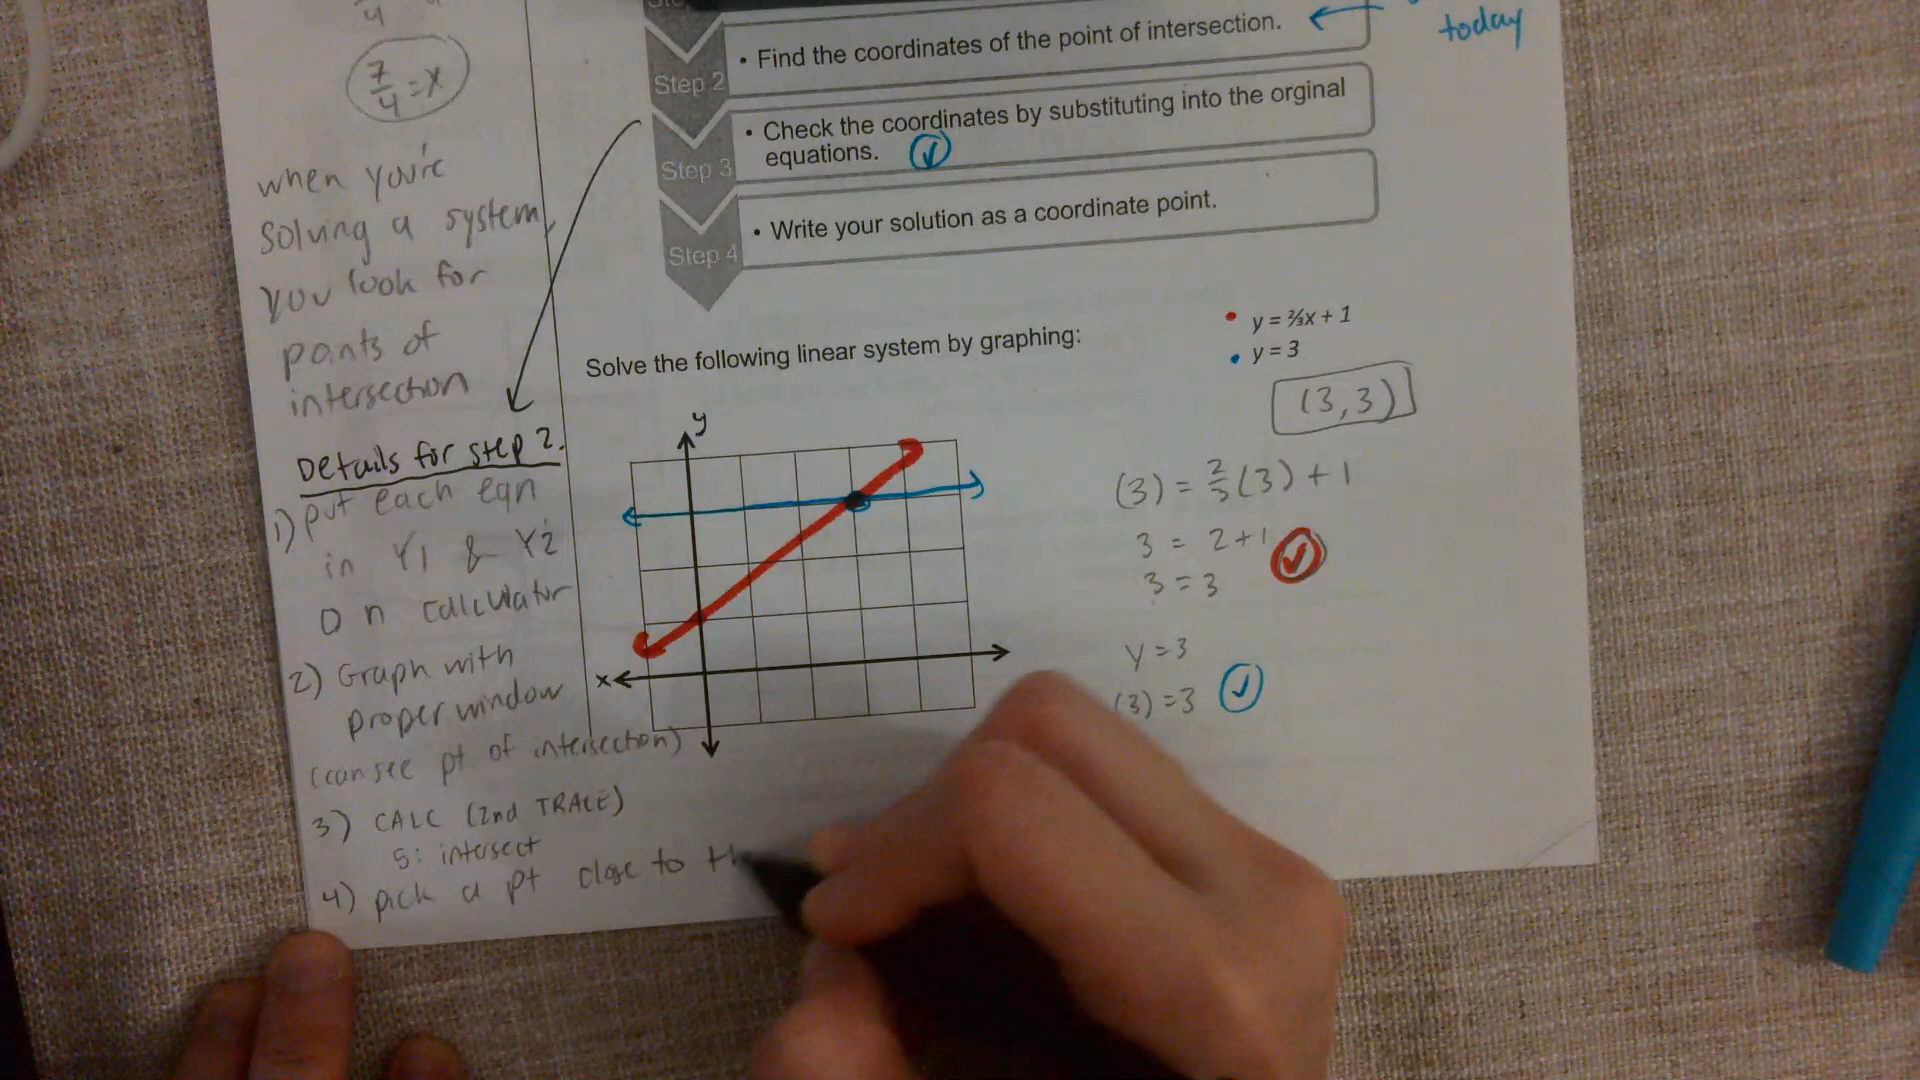 4
7/4 = x
when you're
solving a system,
you look for
points of
intersection
Details for step 2.
1) put each eqn
in Y1 & Y2
on calculator
2) Graph with
proper window
(can see pt of intersection)
3) CALC (2nd TRACE)
5: intersect
4) pick a pt close to th
today
• Find the coordinates of the point of intersection.
Step 2
• Check the coordinates by substituting into the orginal
equations.
Step 3
• Write your solution as a coordinate point.
Step 4
Solve the following linear system by graphing:
• y = ⅔x + 1
• y = 3
(3,3)
y
x
(3) = 2/3 (3) + 1
3 = 2+1
3 = 3
y = 3
(3) = 3